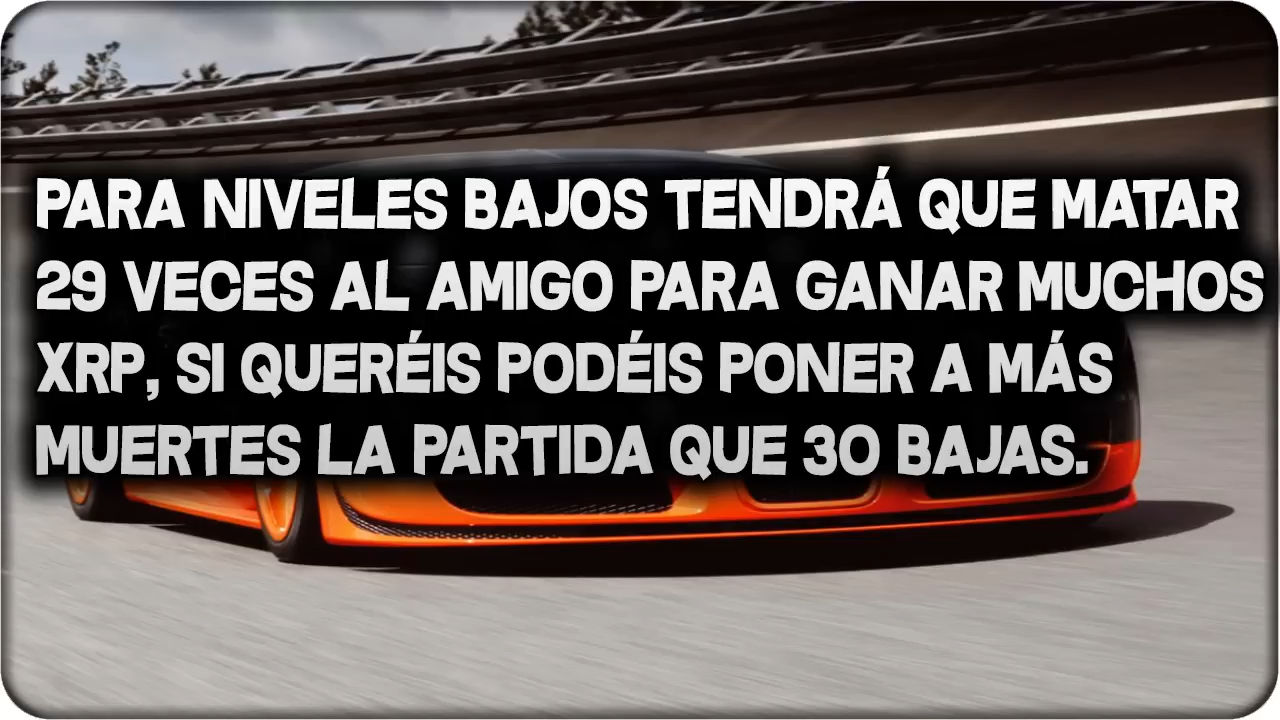 PARA NIVELES BAJOS TENDRÁ QUE MATAR
29 VECES AL AMIGO PARA GANAR MUCHOS
XRP, SI QUERÉIS PODÉIS PONER A MÁS
MUERTES LA PARTIDA QUE 30 BAJAS.